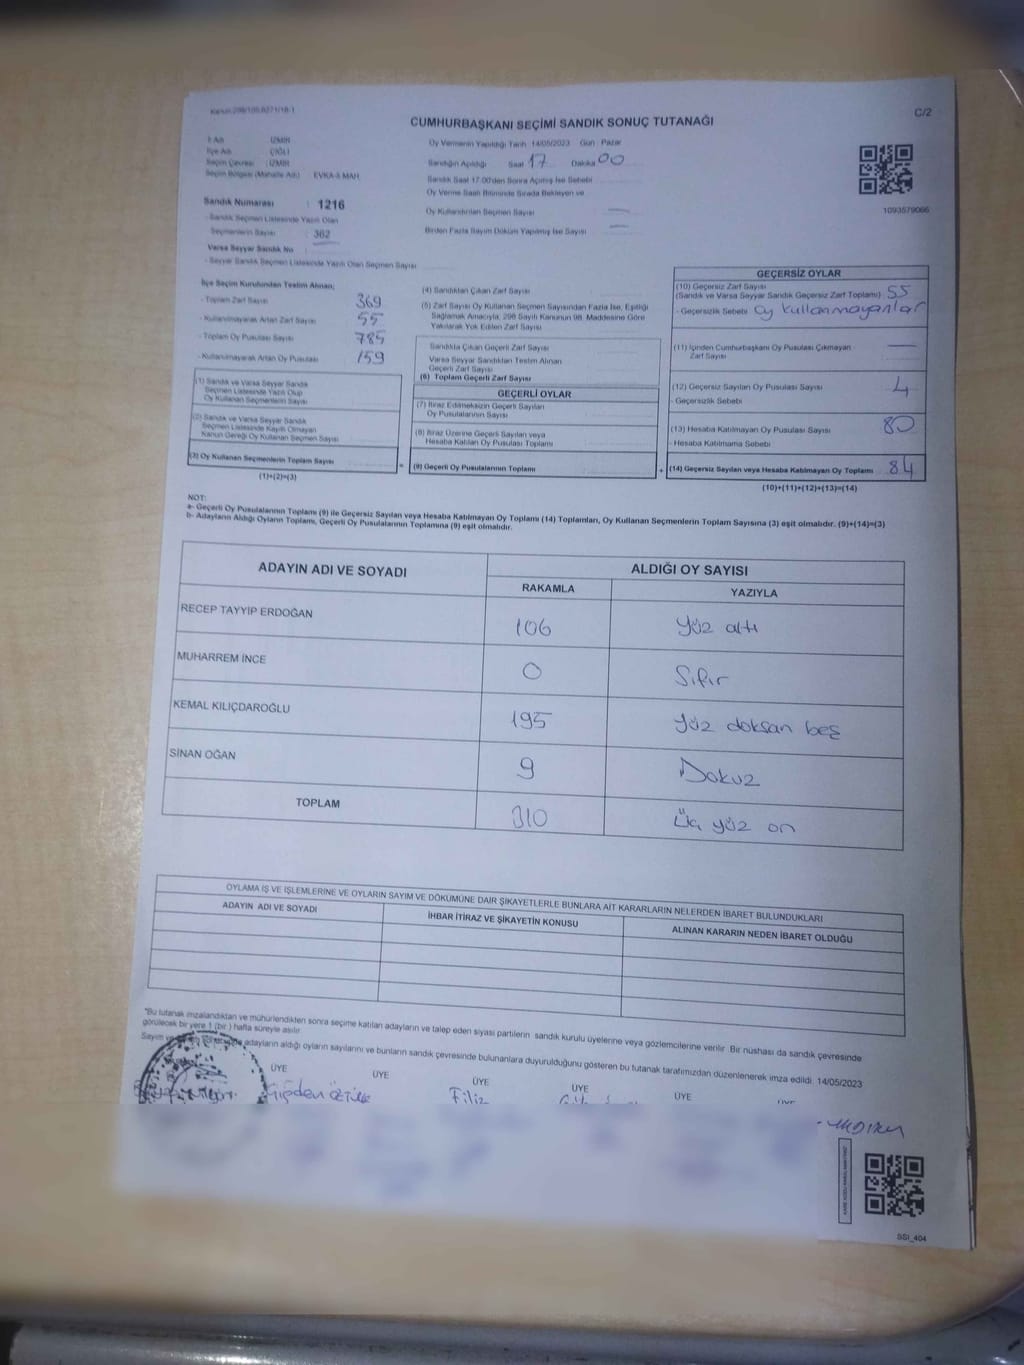 Kanun:298/105,6271/18-1
C/2
CUMHURBAŞKANI SEÇİMİ SANDIK SONUÇ TUTANAĞI
İl Adı : İZMİR
İlçe Adı : ÇİĞLİ
Seçim Çevresi : İZMİR
Seçim Bölgesi (Mahalle Adı) : EVKA-5 MAH.
Sandık Numarası : 1216
- Sandık Seçmen Listesinde Yazılı Olan
Seçmenlerin Sayısı : 362
Varsa Seyyar Sandık No
- Seyyar Sandık Seçmen Listesinde Yazılı Olan Seçmen Sayısı
Oy Vermenin Yapıldığı Tarih 14/05/2023 Gün : Pazar
Sandığın Açıldığı Saat 17 Dakika 00
Sandık Saat 17.00'den Sonra Açılmış İse Sebebi
Oy Verme Saati Bitiminde Sırada Bekleyen ve
Oy Kullandırılan Seçmen Sayısı —
Birden Fazla Sayım Döküm Yapılmış İse Sayısı —
1093579066
İlçe Seçim Kurulundan Teslim Alınan;
- Toplam Zarf Sayısı 369
- Kullanılmayarak Artan Zarf Sayısı 55
- Toplam Oy Pusulası Sayısı 785
- Kullanılmayarak Artan Oy Pusulası 159
(1) Sandık ve Varsa Seyyar Sandık
Seçmen Listesinde Yazılı Olup
Oy Kullanan Seçmenlerin Sayısı
(2) Sandık ve Varsa Seyyar Sandık
Seçmen Listesinde Kayıtlı Olmayan
Kanun Gereği Oy Kullanan Seçmen Sayısı
(3) Oy Kullanan Seçmenlerin Toplam Sayısı
(1)+(2)=(3)
(4) Sandıktan Çıkan Zarf Sayısı
(5) Zarf Sayısı Oy Kullanan Seçmen Sayısından Fazla İse, Eşitliği
Sağlamak Amacıyla, 298 Sayılı Kanunun 98. Maddesine Göre
Yakılarak Yok Edilen Zarf Sayısı
Sandıkta Çıkan Geçerli Zarf Sayısı
Varsa Seyyar Sandıktan Teslim Alınan
Geçerli Zarf Sayısı
(6) Toplam Geçerli Zarf Sayısı
GEÇERLİ OYLAR
(7) İtiraz Edilmeksizin Geçerli Sayılan
Oy Pusulalarının Sayısı
(8) İtiraz Üzerine Geçerli Sayılan veya
Hesaba Katılan Oy Pusulası Toplamı
= (9) Geçerli Oy Pusulalarının Toplamı +
GEÇERSİZ OYLAR
(10) Geçersiz Zarf Sayısı
(Sandık ve Varsa Seyyar Sandık Geçersiz Zarf Toplamı) 55
- Geçersizlik Sebebi Oy kullanmayanlar
(11) İçinden Cumhurbaşkanı Oy Pusulası Çıkmayan
Zarf Sayısı —
(12) Geçersiz Sayılan Oy Pusulası Sayısı 4
- Geçersizlik Sebebi
(13) Hesaba Katılmayan Oy Pusulası Sayısı 80
- Hesaba Katılmama Sebebi
(14) Geçersiz Sayılan veya Hesaba Katılmayan Oy Toplamı 84
(10)+(11)+(12)+(13)=(14)
NOT:
a- Geçerli Oy Pusulalarının Toplamı (9) ile Geçersiz Sayılan veya Hesaba Katılmayan Oy Toplamı (14) Toplamları, Oy Kullanan Seçmenlerin Toplam Sayısına (3) eşit olmalıdır. (9)+(14)=(3)
b- Adayların Aldığı Oyların Toplamı, Geçerli Oy Pusulalarının Toplamına (9) eşit olmalıdır.
ADAYIN ADI VE SOYADI
ALDIĞI OY SAYISI
RAKAMLA YAZIYLA
RECEP TAYYİP ERDOĞAN 106 Yüz altı
MUHARREM İNCE 0 Sıfır
KEMAL KILIÇDAROĞLU 195 Yüz doksan beş
SİNAN OĞAN 9 Dokuz
TOPLAM 310 Üç yüz on
OYLAMA İŞ VE İŞLEMLERİNE VE OYLARIN SAYIM VE DÖKÜMÜNE DAİR ŞİKAYETLERLE BUNLARA AİT KARARLARIN NELERDEN İBARET BULUNDUKLARI
ADAYIN ADI VE SOYADI İHBAR İTİRAZ VE ŞİKAYETİN KONUSU ALINAN KARARIN NEDEN İBARET OLDUĞU
*Bu tutanak imzalandıktan ve mühürlendikten sonra seçime katılan adayların ve talep eden siyasi partilerin sandık kurulu üyelerine veya gözlemcilerine verilir. Bir nüshası da sandık çevresinde
görülecek bir yere 1 (bir ) hafta süreyle asılır.
Sayım ve adayların aldığı oyların sayılarını ve bunların sandık çevresinde bulunanlara duyurulduğunu gösteren bu tutanak tarafımızdan düzenlenerek imza edildi. 14/05/2023
ÜYE ÜYE ÜYE ÜYE ÜYE
Filiz
SSI_404